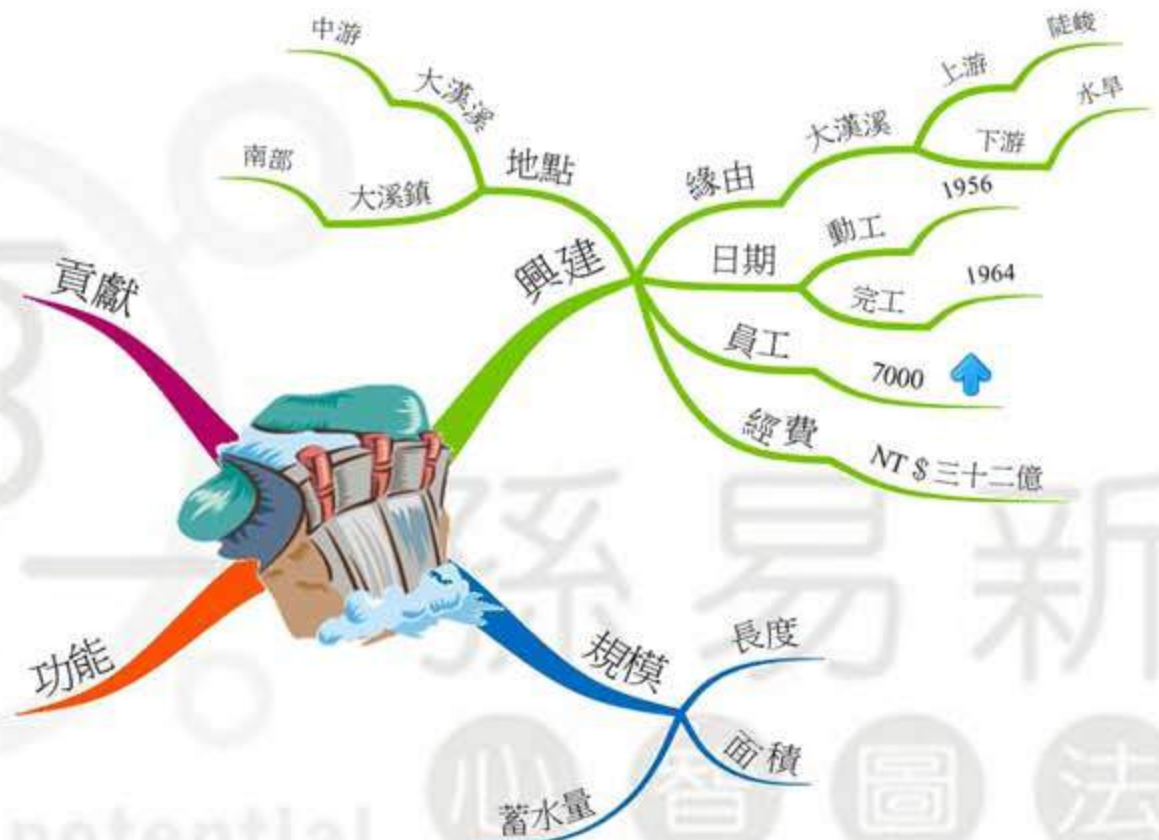 興建
緣由
大漢溪
上游
陡峻
下游
水旱
日期
動工
1956
完工
1964
員工
7000
經費
NT $ 三十二億
地點
大漢溪
中游
大溪鎮
南部
規模
長度
面積
蓄水量
功能
貢獻
孫易新
心智圖法
potential